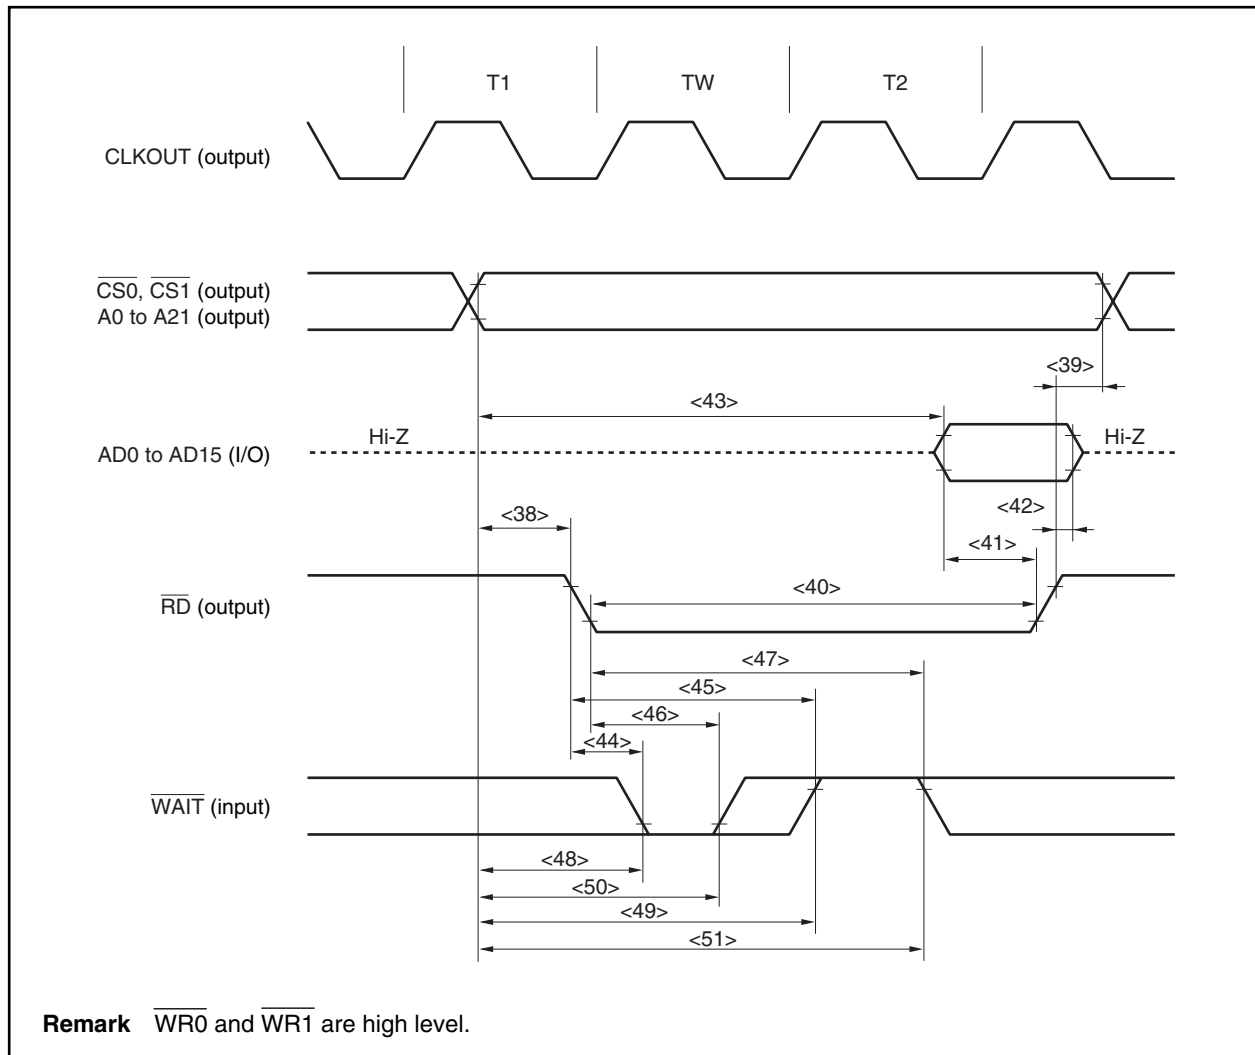 T1 TW T2
CLKOUT (output)
CS0, CS1 (output)
A0 to A21 (output)
<39>
<43>
Hi-Z Hi-Z
AD0 to AD15 (I/O)
<38> <42>
<41>
RD (output) <40>
<47>
<45>
<46>
<44>
WAIT (input)
<48>
<50>
<49>
<51>
Remark WR0 and WR1 are high level.